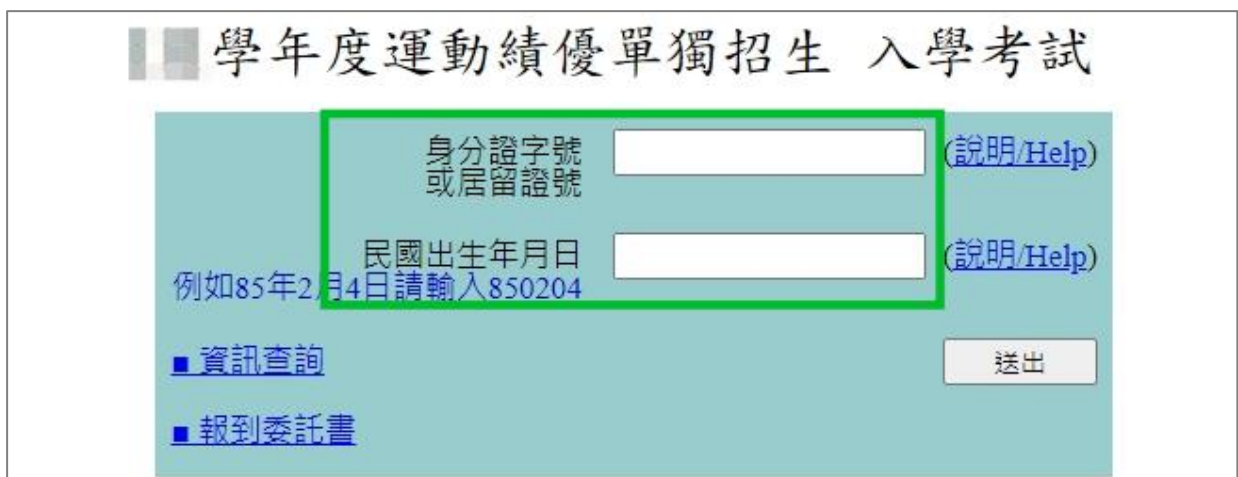 學年度運動績優單獨招生 入學考試
身分證字號
或居留證號
(說明/Help)
民國出生年月日
例如85年2月4日請輸入850204
(說明/Help)
■ 資訊查詢
送出
■ 報到委託書